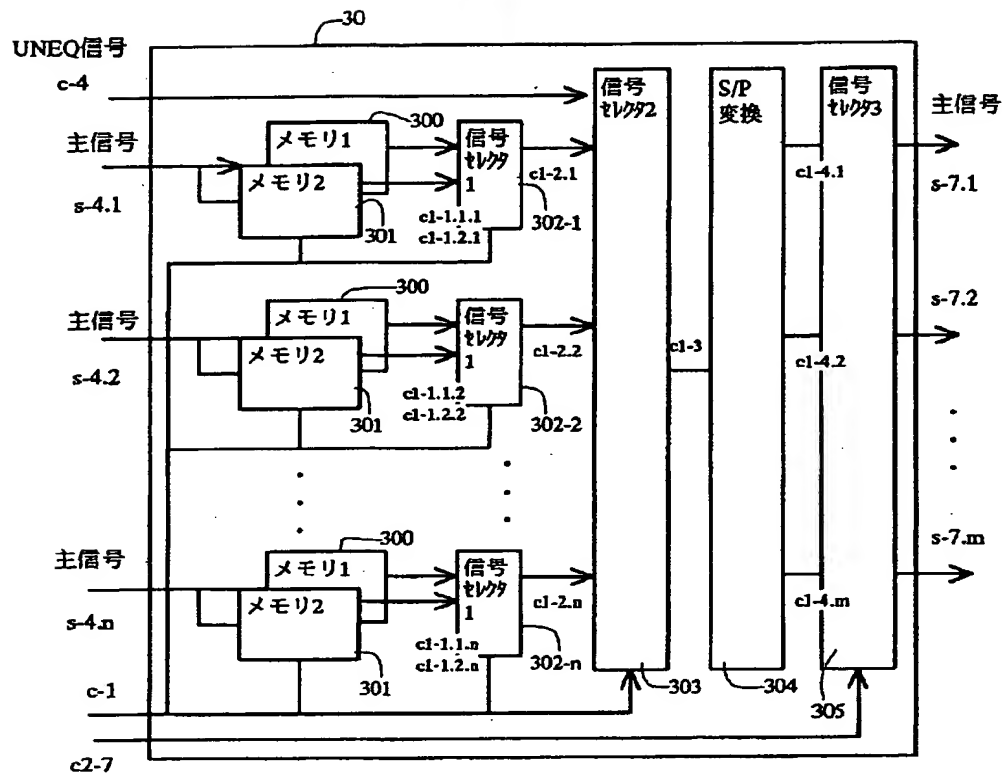 30
UNEQ信号
c-4
主信号
s-4.1
300
メモリ1
メモリ2
301
信号
セレクタ
1
c1-1.1.1
c1-1.2.1
302-1
c1-2.1
信号
セレクタ2
S/P
変換
信号
セレクタ3
c1-4.1
主信号
s-7.1
主信号
s-4.2
300
メモリ1
メモリ2
301
信号
セレクタ
1
c1-1.1.2
c1-1.2.2
302-2
c1-2.2
c1-3
c1-4.2
s-7.2
主信号
s-4.n
300
メモリ1
メモリ2
301
信号
セレクタ
1
c1-1.1.n
c1-1.2.n
302-n
c1-2.n
c1-4.m
s-7.m
303
304
305
c-1
c2-7